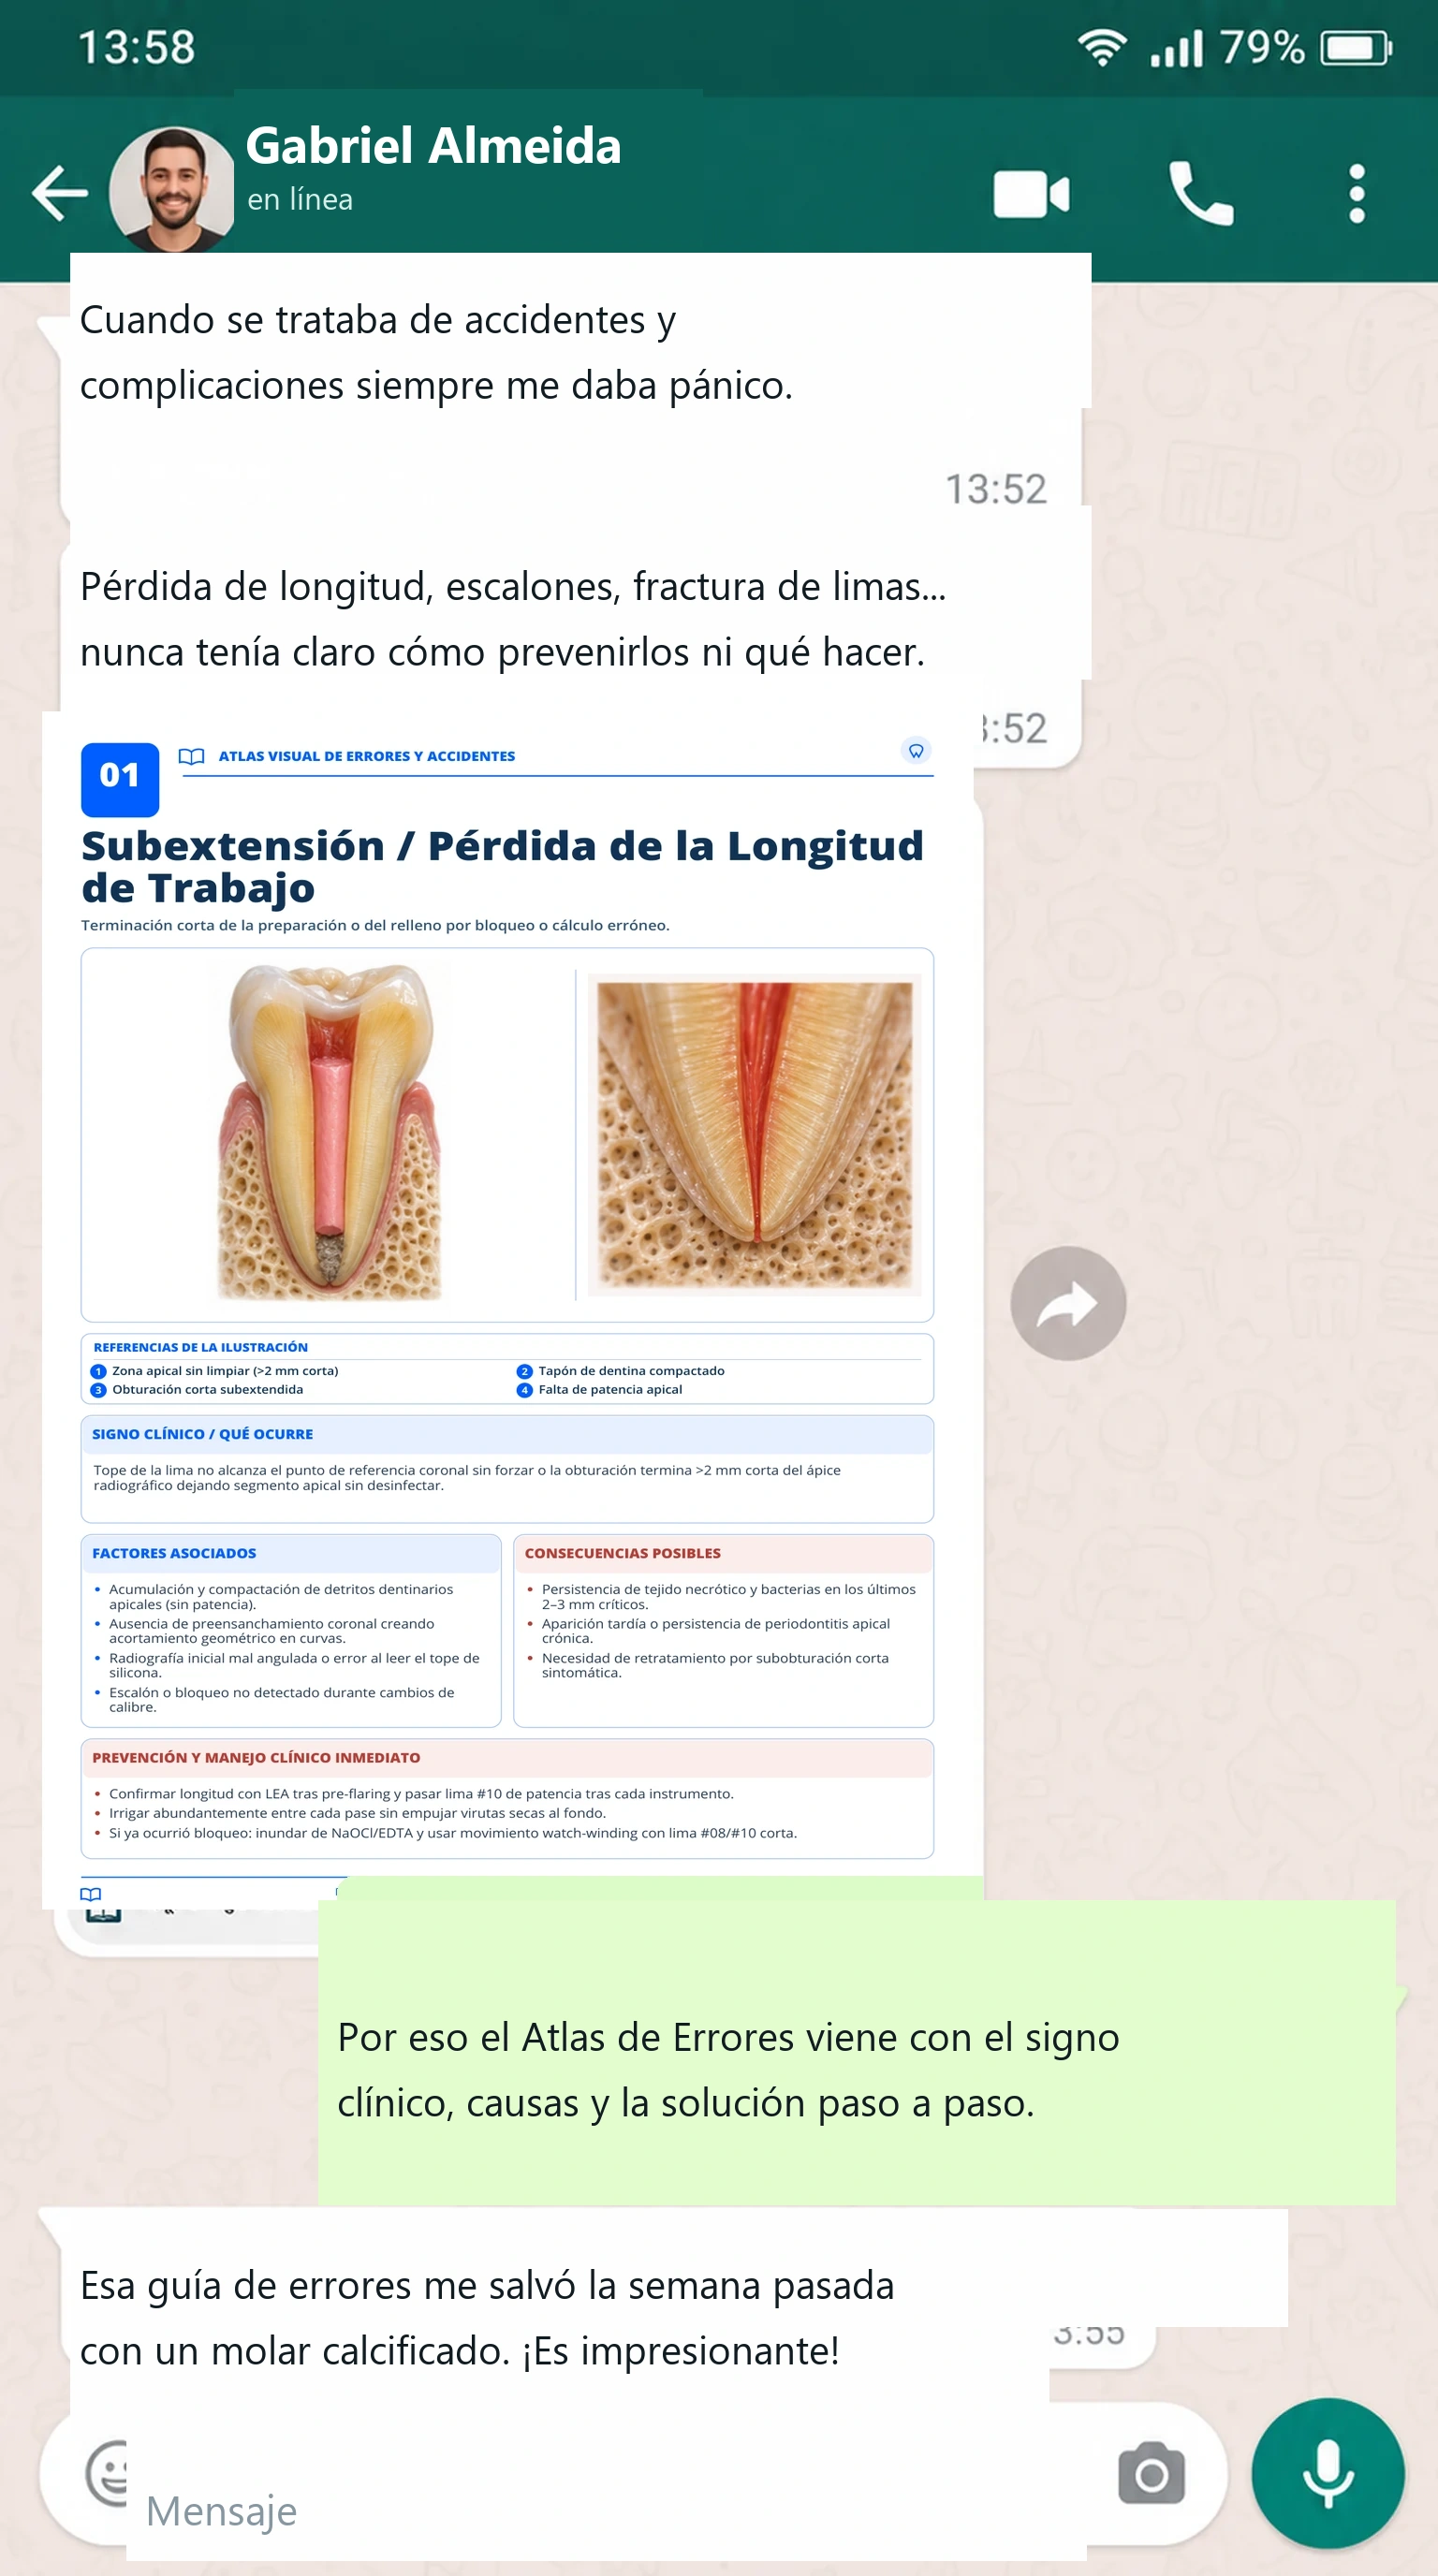 13:58
79%
Gabriel Almeida
en línea
Cuando se trataba de accidentes y
complicaciones siempre me daba pánico.
13:52
Pérdida de longitud, escalones, fractura de limas...
nunca tenía claro cómo prevenirlos ni qué hacer.
:52
01
ATLAS VISUAL DE ERRORES Y ACCIDENTES
Subextensión / Pérdida de la Longitud
de Trabajo
Terminación corta de la preparación o del relleno por bloqueo o cálculo erróneo.
REFERENCIAS DE LA ILUSTRACIÓN
1 Zona apical sin limpiar (>2 mm corta)
2 Tapón de dentina compactado
3 Obturación corta subextendida
4 Falta de patencia apical
SIGNO CLÍNICO / QUÉ OCURRE
Tope de la lima no alcanza el punto de referencia coronal sin forzar o la obturación termina >2 mm corta del ápice
radiográfico dejando segmento apical sin desinfectar.
FACTORES ASOCIADOS
• Acumulación y compactación de detritos dentinarios
apicales (sin patencia).
• Ausencia de preensanchamiento coronal creando
acortamiento geométrico en curvas.
• Radiografía inicial mal angulada o error al leer el tope de
silicona.
• Escalón o bloqueo no detectado durante cambios de
calibre.
CONSECUENCIAS POSIBLES
• Persistencia de tejido necrótico y bacterias en los últimos
2–3 mm críticos.
• Aparición tardía o persistencia de periodontitis apical
crónica.
• Necesidad de retratamiento por subobturación corta
sintomática.
PREVENCIÓN Y MANEJO CLÍNICO INMEDIATO
• Confirmar longitud con LEA tras pre-flaring y pasar lima #10 de patencia tras cada instrumento.
• Irrigar abundantemente entre cada pase sin empujar virutas secas al fondo.
• Si ya ocurrió bloqueo: inundar de NaOCl/EDTA y usar movimiento watch-winding con lima #08/#10 corta.
Por eso el Atlas de Errores viene con el signo
clínico, causas y la solución paso a paso.
Esa guía de errores me salvó la semana pasada
con un molar calcificado. ¡Es impresionante!
3:55
Mensaje